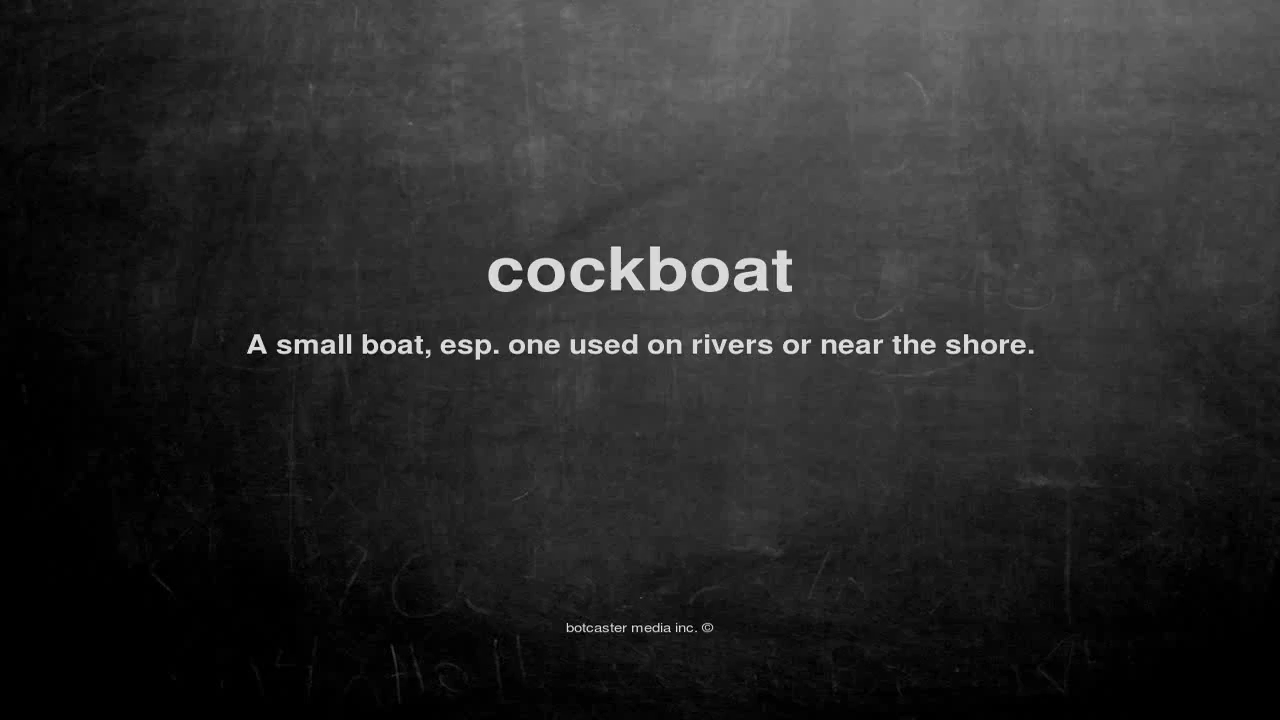 cockboat
A small boat, esp. one used on rivers or near the shore.
botcaster media inc. ©